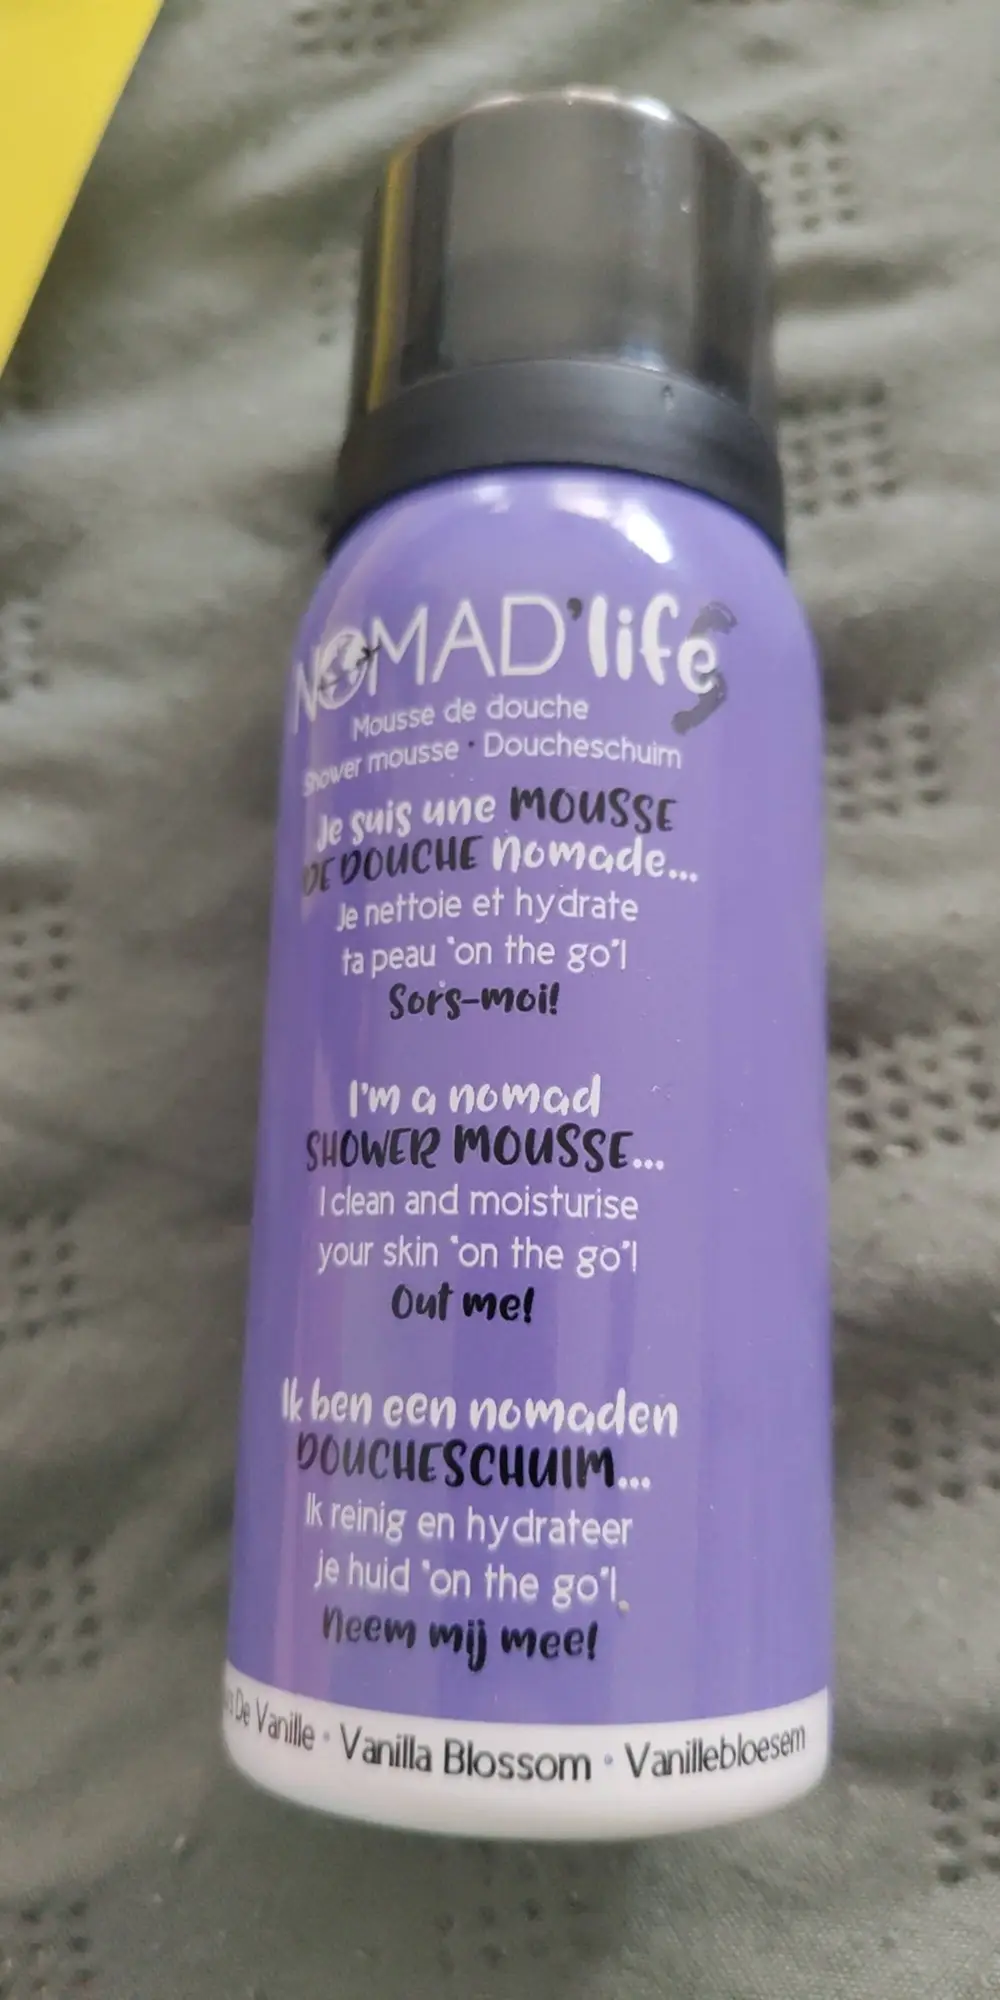 NOMAD'life
Mousse de douche
Shower mousse • Doucheschuim
Je suis une MOUSSE
DE DOUCHE nomade...
Je nettoie et hydrate
ta peau "on the go"!
Sors-moi!
I'm a nomad
SHOWER MOUSSE...
I clean and moisturise
your skin "on the go"!
Out me!
Ik ben een nomaden
DOUCHESCHUIM...
Ik reinig en hydrateer
je huid "on the go"!
Neem mij mee!
De Vanille • Vanilla Blossom • Vanillebloesem